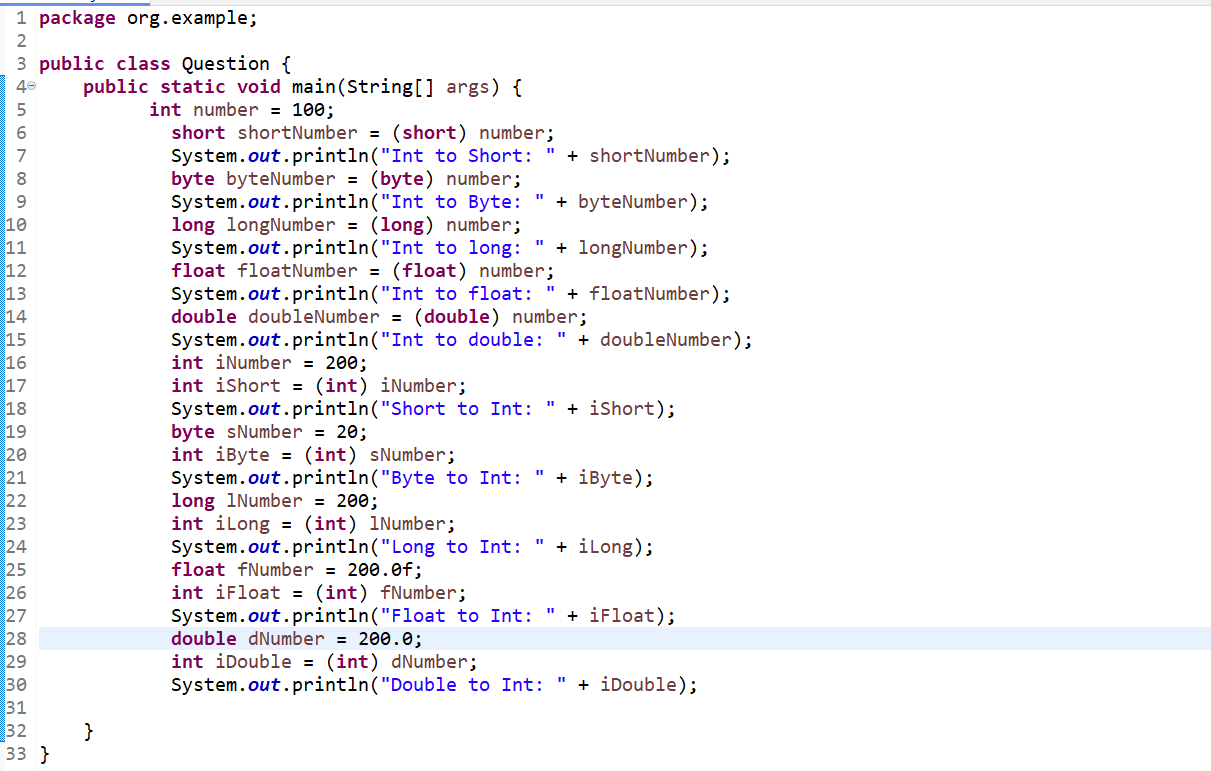 1 package org.example;
2
3 public class Question {
4 public static void main(String[] args) {
5 int number = 100;
6 short shortNumber = (short) number;
7 System.out.println("Int to Short: " + shortNumber);
8 byte byteNumber = (byte) number;
9 System.out.println("Int to Byte: " + byteNumber);
10 long longNumber = (long) number;
11 System.out.println("Int to long: " + longNumber);
12 float floatNumber = (float) number;
13 System.out.println("Int to float: " + floatNumber);
14 double doubleNumber = (double) number;
15 System.out.println("Int to double: " + doubleNumber);
16 int iNumber = 200;
17 int iShort = (int) iNumber;
18 System.out.println("Short to Int: " + iShort);
19 byte sNumber = 20;
20 int iByte = (int) sNumber;
21 System.out.println("Byte to Int: " + iByte);
22 long lNumber = 200;
23 int iLong = (int) lNumber;
24 System.out.println("Long to Int: " + iLong);
25 float fNumber = 200.0f;
26 int iFloat = (int) fNumber;
27 System.out.println("Float to Int: " + iFloat);
28 double dNumber = 200.0;
29 int iDouble = (int) dNumber;
30 System.out.println("Double to Int: " + iDouble);
31
32 }
33 }